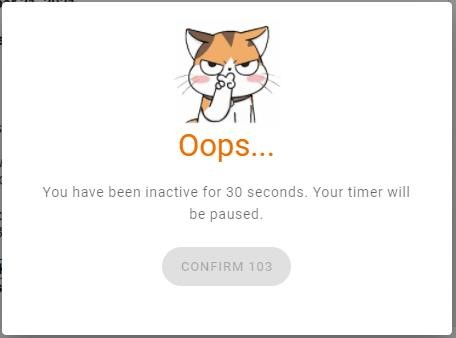 Oops...
You have been inactive for 30 seconds. Your timer will
be paused.
CONFIRM 103